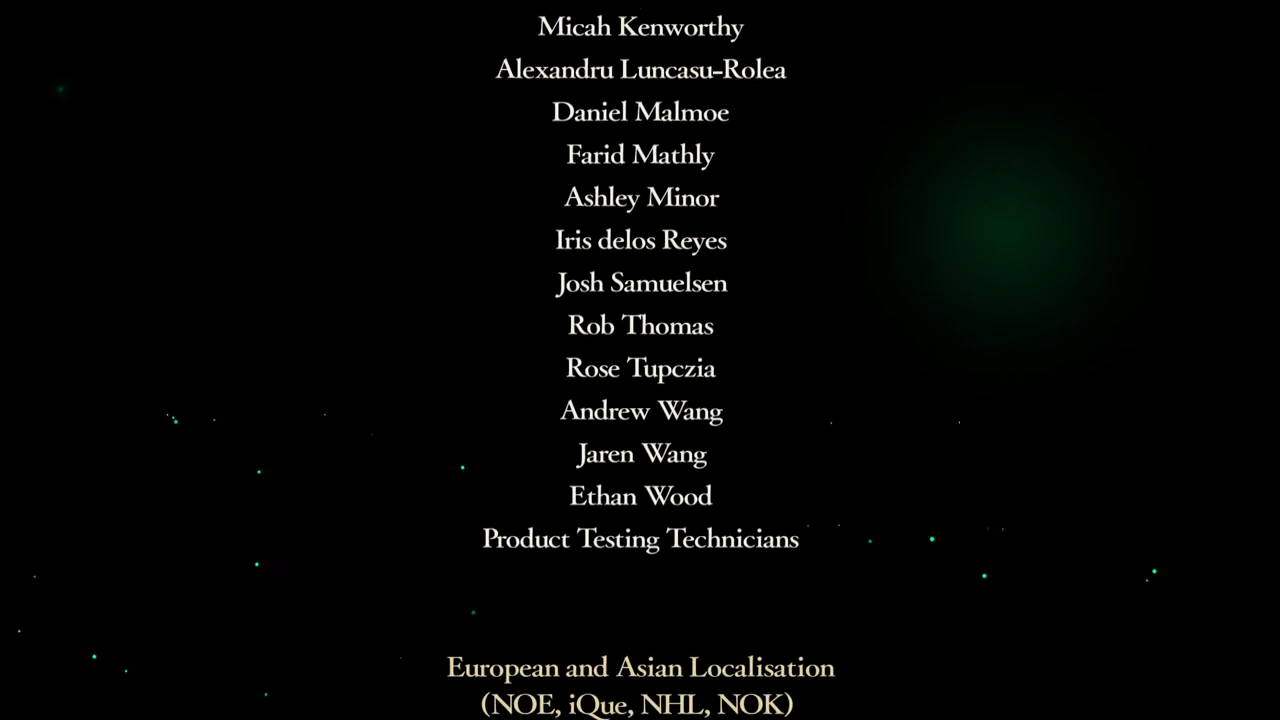 Micah Kenworthy
Alexandru Luncasu-Rolea
Daniel Malmoe
Farid Mathly
Ashley Minor
Iris delos Reyes
Josh Samuelsen
Rob Thomas
Rose Tupczia
Andrew Wang
Jaren Wang
Ethan Wood
Product Testing Technicians
European and Asian Localisation
(NOE, iQue, NHL, NOK)